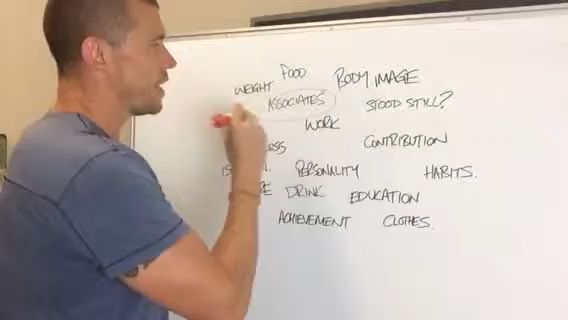 FOOD
WEIGHT BODY IMAGE
ASSOCIATES STOOD STILL?
WORK
CONTRIBUTION
PERSONALITY HABITS.
DRINK EDUCATION
ACHIEVEMENT CLOTHES.